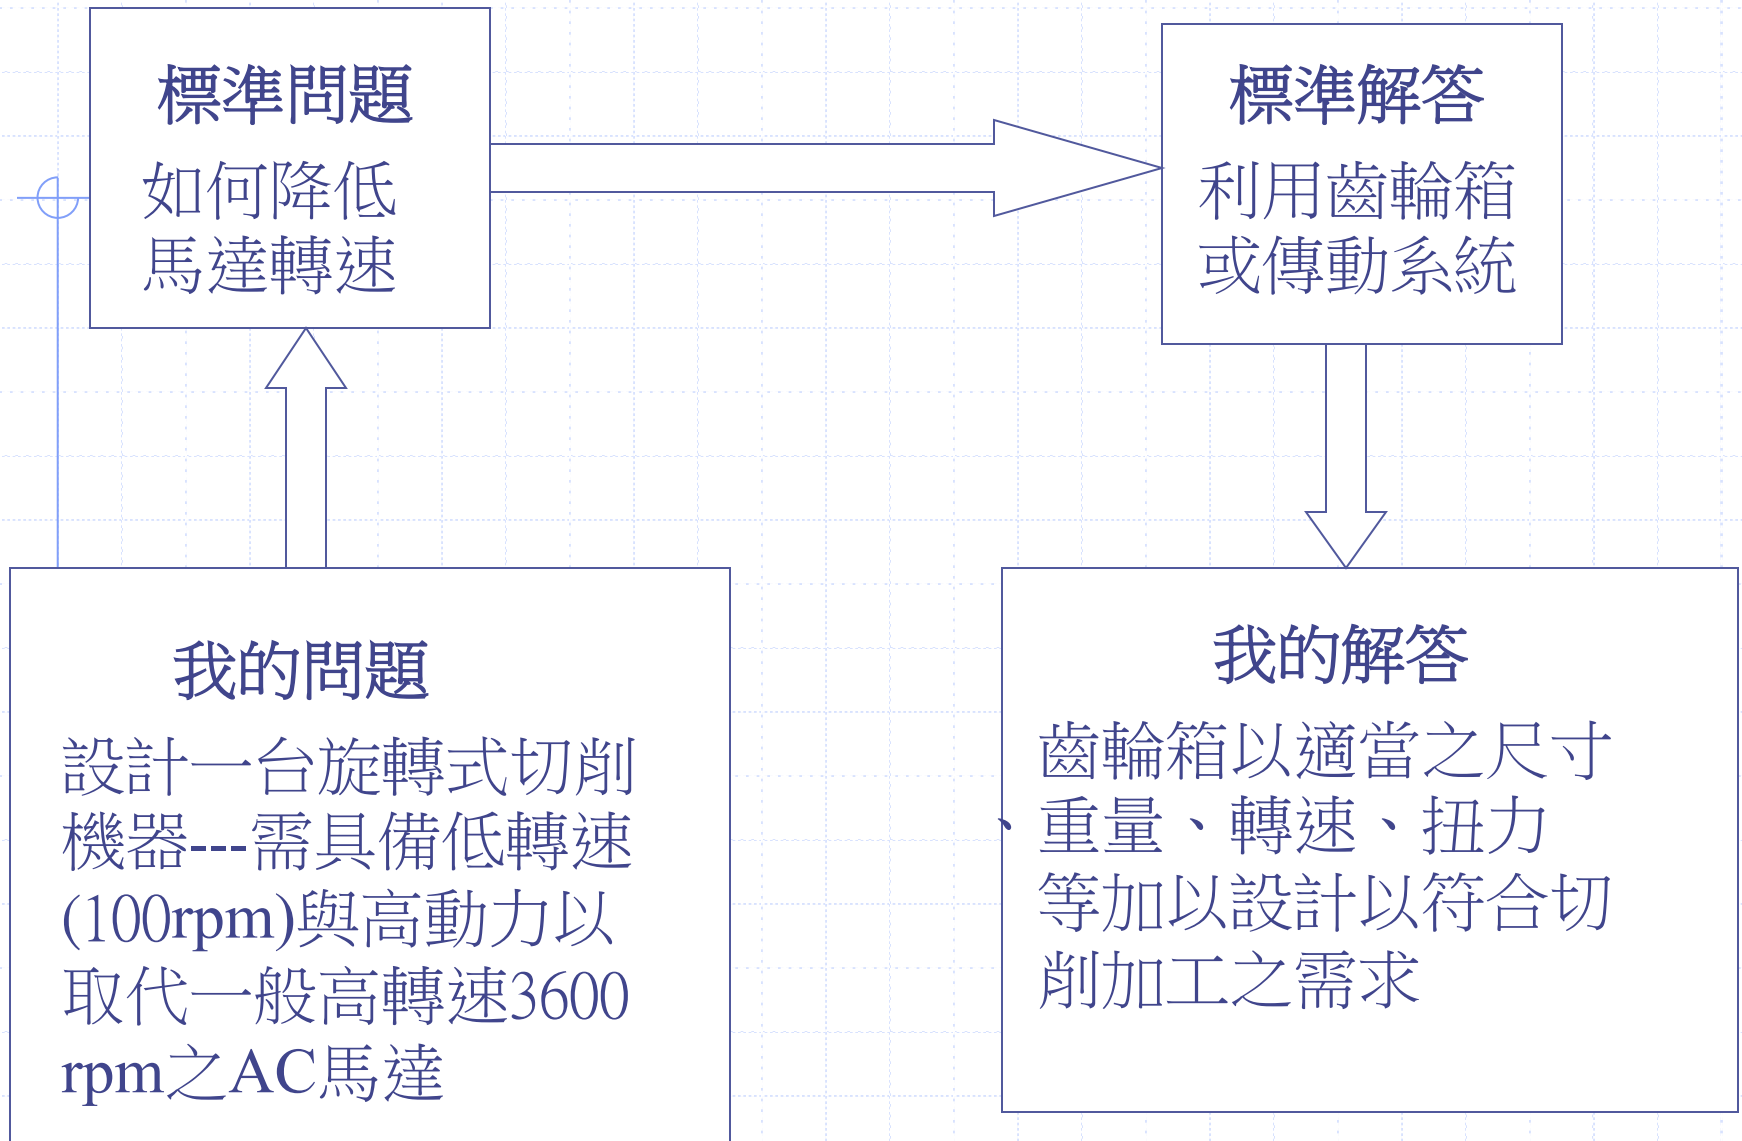 標準問題
如何降低
馬達轉速
標準解答
利用齒輪箱
或傳動系統
我的問題
設計一台旋轉式切削
機器---需具備低轉速
(100rpm)與高動力以
取代一般高轉速3600
rpm之AC馬達
我的解答
齒輪箱以適當之尺寸
、重量、轉速、扭力
等加以設計以符合切
削加工之需求